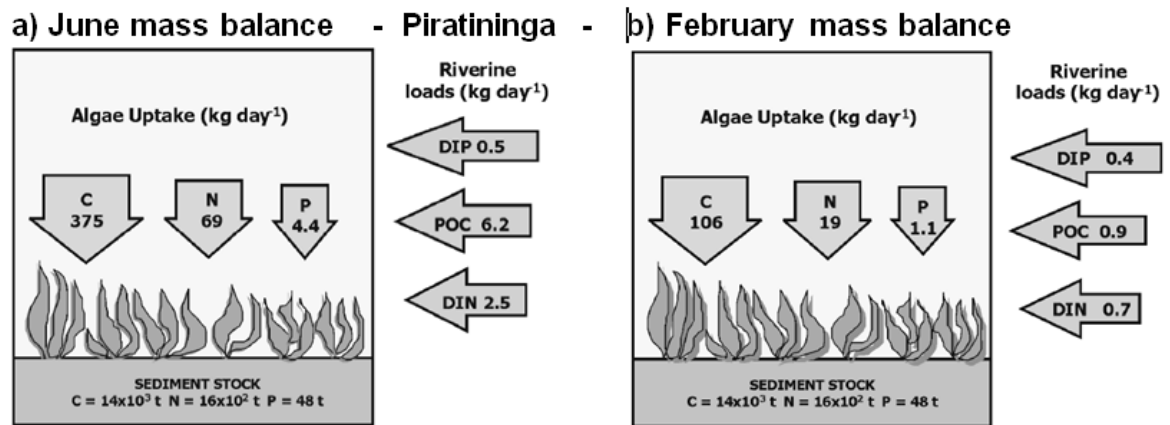 a) June mass balance - Piratininga - b) February mass balance
Riverine
loads (kg day⁻¹)
Algae Uptake (kg day⁻¹)
DIP 0.5
C
375
N
69
P
4.4
POC 6.2
DIN 2.5
SEDIMENT STOCK
C = 14x10³ t N = 16x10² t P = 48 t
Riverine
loads (kg day⁻¹)
Algae Uptake (kg day⁻¹)
DIP 0.4
C
106
N
19
P
1.1
POC 0.9
DIN 0.7
SEDIMENT STOCK
C = 14x10³ t N = 16x10² t P = 48 t